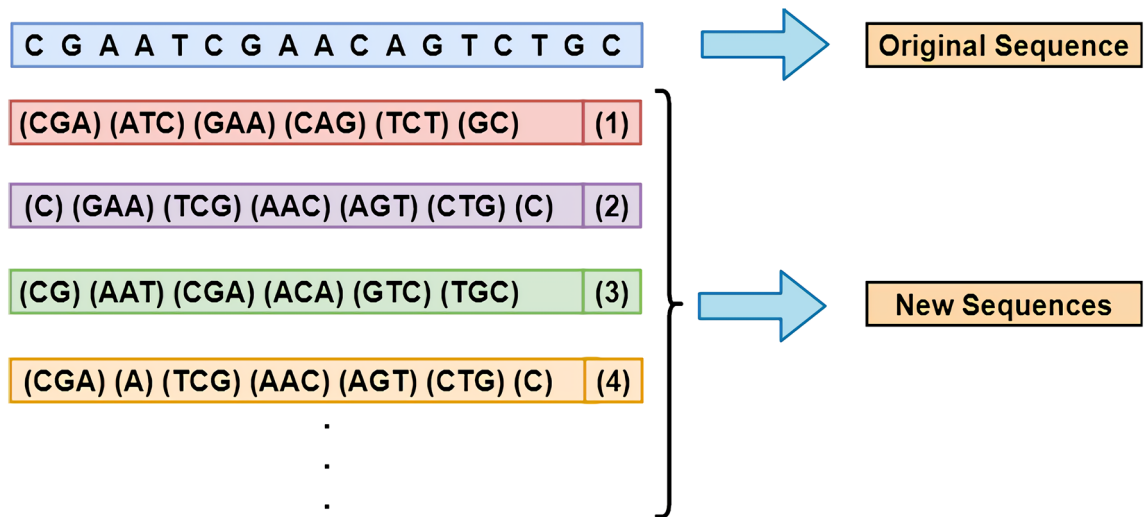 C G A A T C G A A C A G T C T G C
Original Sequence
(CGA) (ATC) (GAA) (CAG) (TCT) (GC) (1)
(C) (GAA) (TCG) (AAC) (AGT) (CTG) (C) (2)
(CG) (AAT) (CGA) (ACA) (GTC) (TGC) (3)
New Sequences
(CGA) (A) (TCG) (AAC) (AGT) (CTG) (C) (4)
.
.
.